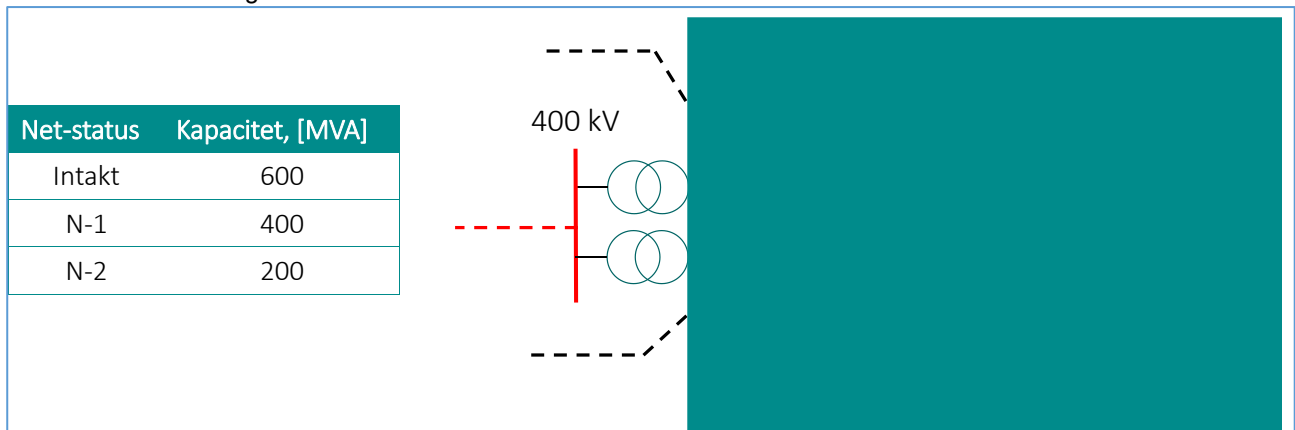 Net-status Kapacitet, [MVA]
Intakt 600
N-1 400
N-2 200
400 kV